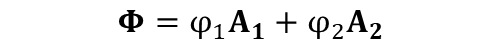 𝚽 = φ₁𝐀₁ + φ₂𝐀₂